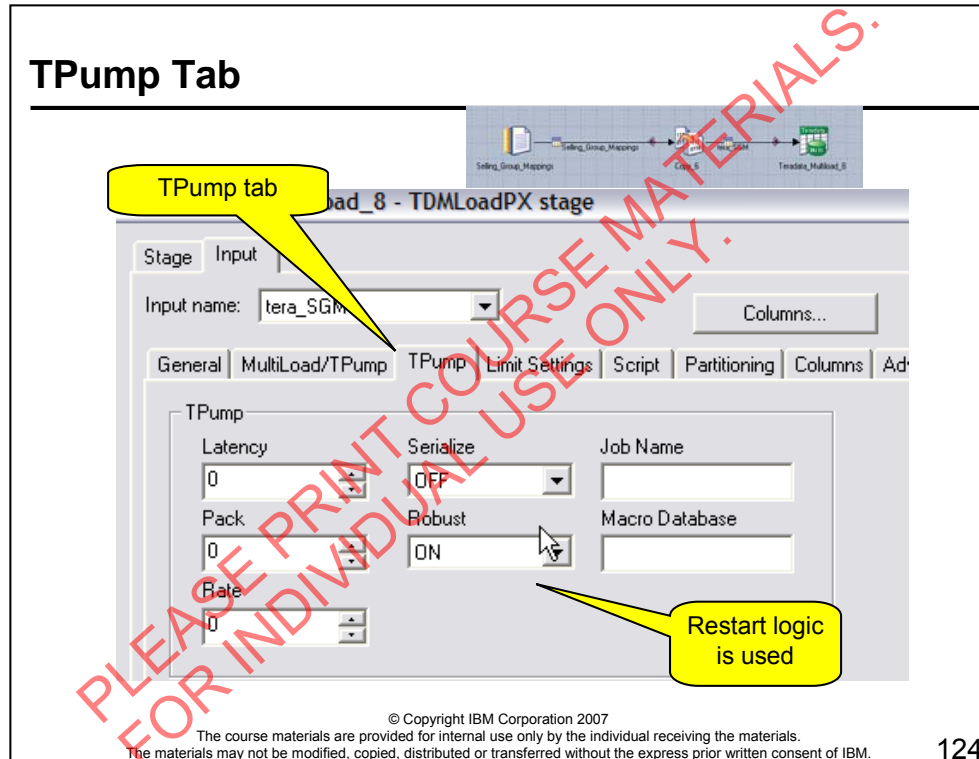 TPump Tab
Selling_Group_Mappings
Selling_Group_Mappings
Copy_6
tera_SGM
Teradata_Multiload_8
TPump tab
oad_8 - TDMLoadPX stage
Stage
Input
Input name:
tera_SGM
Columns...
General
MultiLoad/TPump
TPump
Limit Settings
Script
Partitioning
Columns
Adv
TPump
Latency
Serialize
Job Name
0
OFF
Pack
Robust
Macro Database
0
ON
Rate
0
Restart logic
is used
PLEASE PRINT COURSE MATERIALS.
FOR INDIVIDUAL USE ONLY.
© Copyright IBM Corporation 2007
The course materials are provided for internal use only by the individual receiving the materials.
The materials may not be modified, copied, distributed or transferred without the express prior written consent of IBM.
124